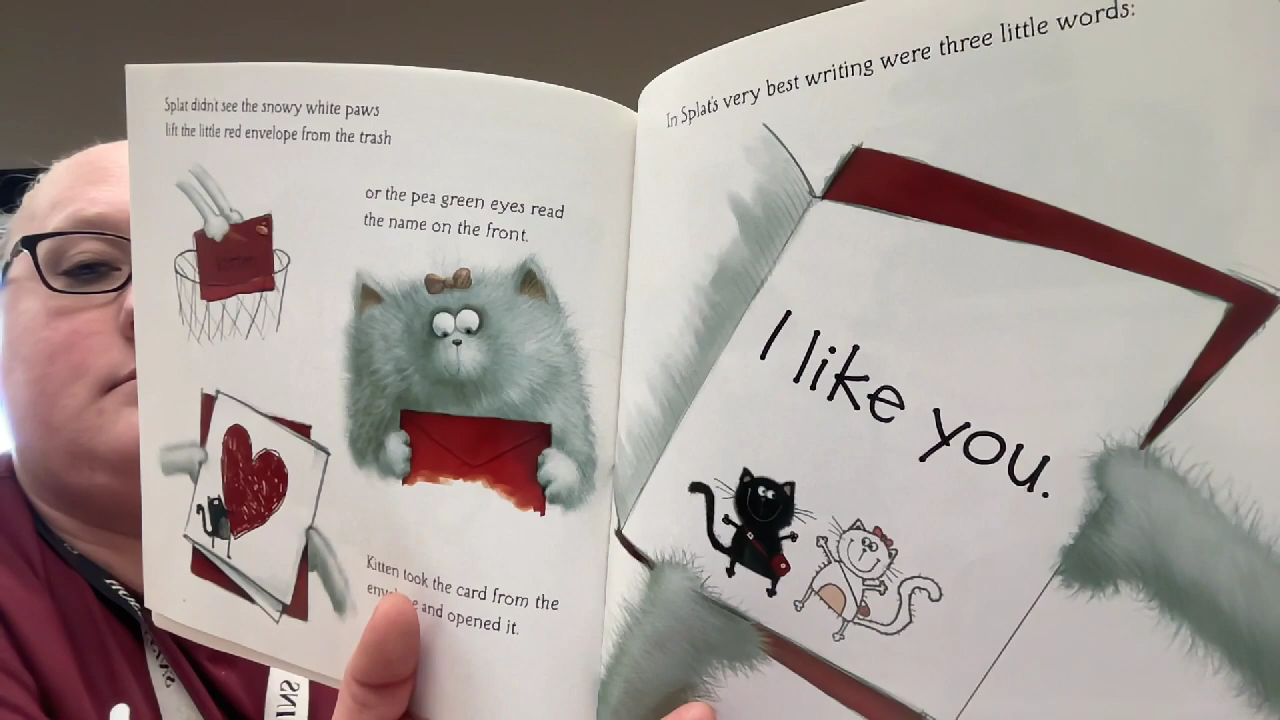 Splat didn't see the snowy white paws
lift the little red envelope from the trash
or the pea green eyes read
the name on the front.
Kitten took the card from the
and opened it.
In Splat's very best writing were three little words:
I like you.